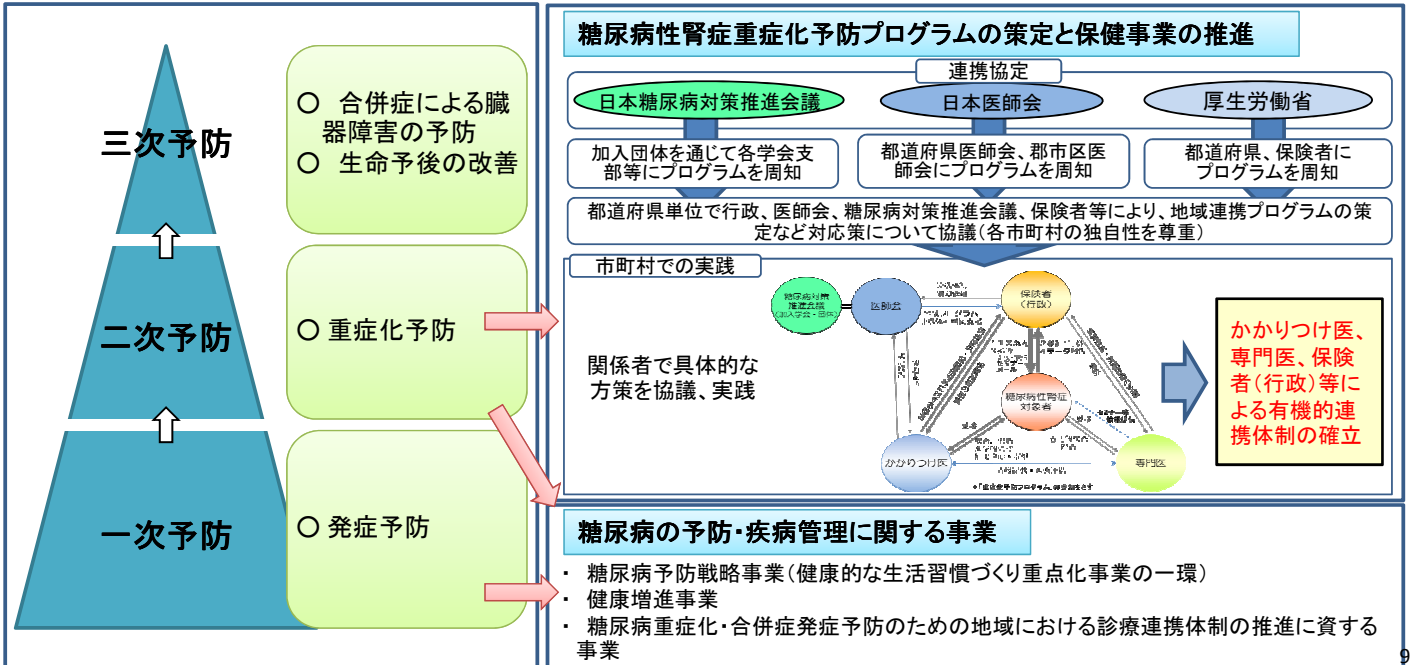 三次予防
○ 合併症による臓
器障害の予防
○ 生命予後の改善
二次予防
○ 重症化予防
一次予防
○ 発症予防
糖尿病性腎症重症化予防プログラムの策定と保健事業の推進
連携協定
日本糖尿病対策推進会議
日本医師会
厚生労働省
加入団体を通じて各学会支
部等にプログラムを周知
都道府県医師会、郡市区医
師会にプログラムを周知
都道府県、保険者に
プログラムを周知
都道府県単位で行政、医師会、糖尿病対策推進会議、保険者等により、地域連携プログラムの策
定など対応策について協議(各市町村の独自性を尊重)
市町村での実践
関係者で具体的な
方策を協議、実践
糖尿病対策
推進会議
(加入学会・団体)
医師会
保険者
(行政)
糖尿病性腎症
対象者
かかりつけ医
専門医
かかりつけ医、
専門医、保険
者(行政)等に
よる有機的連
携体制の確立
糖尿病の予防・疾病管理に関する事業
・ 糖尿病予防戦略事業(健康的な生活習慣づくり重点化事業の一環)
・ 健康増進事業
・ 糖尿病重症化・合併症発症予防のための地域における診療連携体制の推進に資する
事業
9